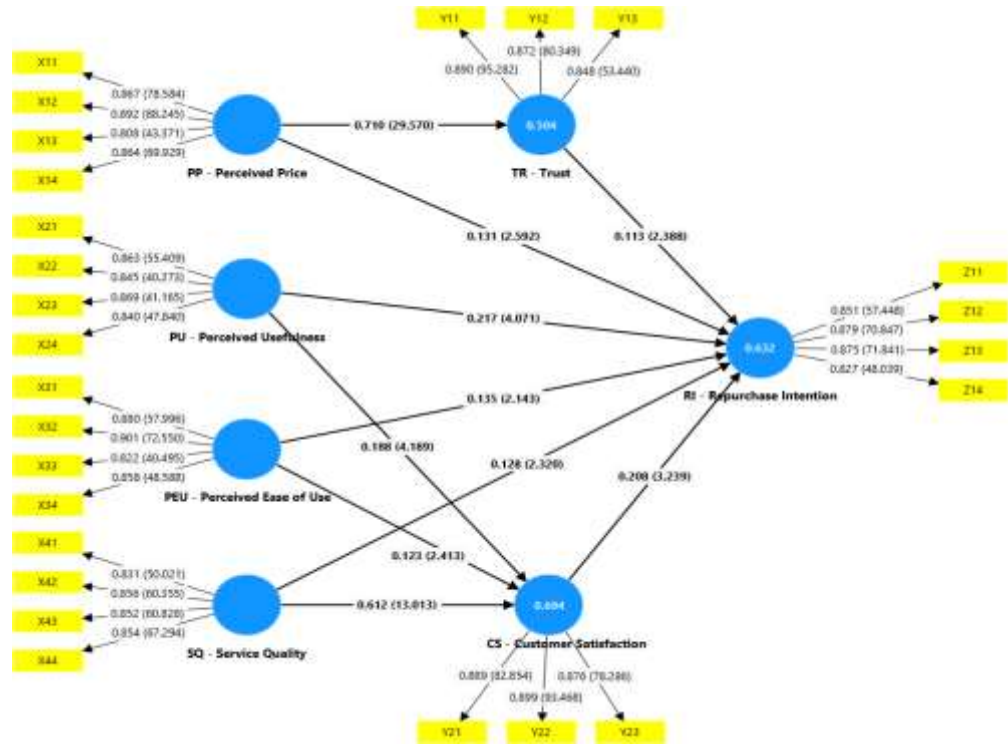 Y11
Y12
Y13
X11
X12
X13
X14
0.867 (78.584)
0.892 (88.245)
0.808 (43.371)
0.864 (69.929)
PP - Perceived Price
0.890 (95.282)
0.872 (80.349)
0.848 (53.440)
0.710 (29.570)
0.504
TR - Trust
0.131 (2.592)
0.113 (2.388)
X21
X22
X23
X24
0.863 (55.409)
0.845 (40.273)
0.869 (41.165)
0.840 (47.840)
PU - Perceived Usefulness
0.217 (4.071)
0.632
RI - Repurchase Intention
Z11
Z12
Z13
Z14
0.851 (57.448)
0.879 (70.847)
0.875 (71.841)
0.827 (48.039)
X31
X32
X33
X34
0.880 (57.996)
0.901 (72.550)
0.822 (40.495)
0.858 (48.588)
PEU - Perceived Ease of Use
0.135 (2.143)
0.188 (4.189)
0.128 (2.320)
0.208 (3.239)
0.123 (2.413)
X41
X42
X43
X44
0.831 (50.021)
0.856 (60.355)
0.852 (60.828)
0.854 (67.294)
SQ - Service Quality
0.612 (13.013)
CS - Customer Satisfaction
0.889 (82.854)
0.899 (93.468)
0.876 (78.286)
Y21
Y22
Y23